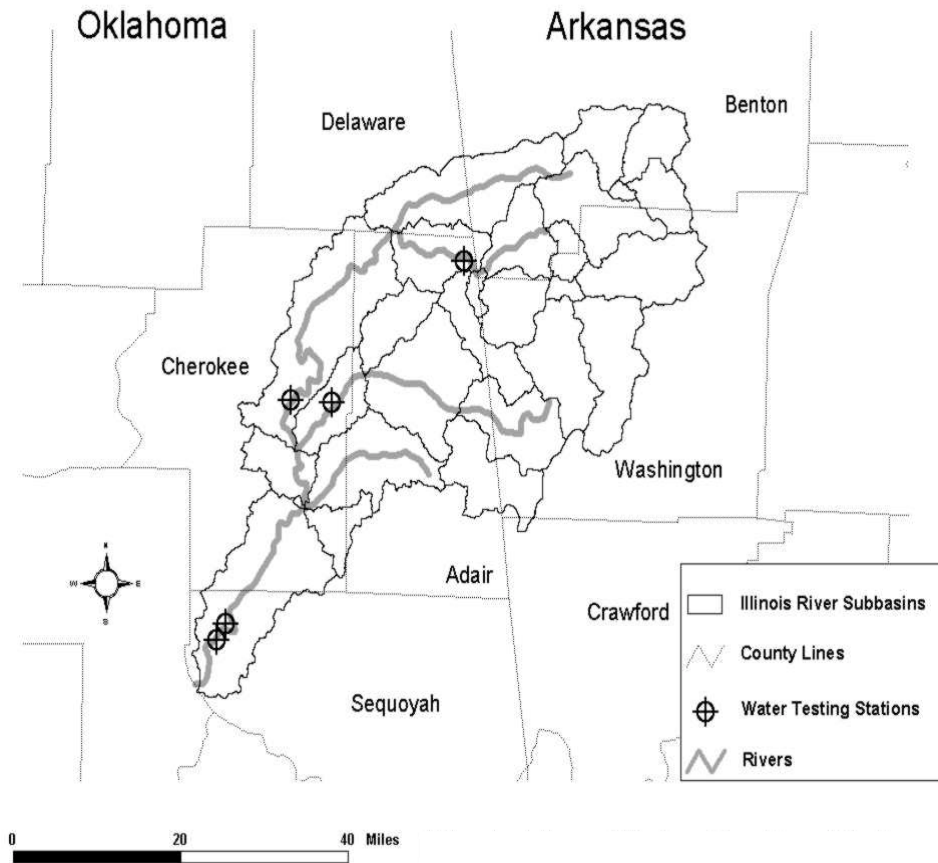 Oklahoma Arkansas
Benton
Delaware
Cherokee
Washington
N
W E
S
Adair
Crawford
Sequoyah
Illinois River Subbasins
County Lines
Water Testing Stations
Rivers
0 20 40 Miles